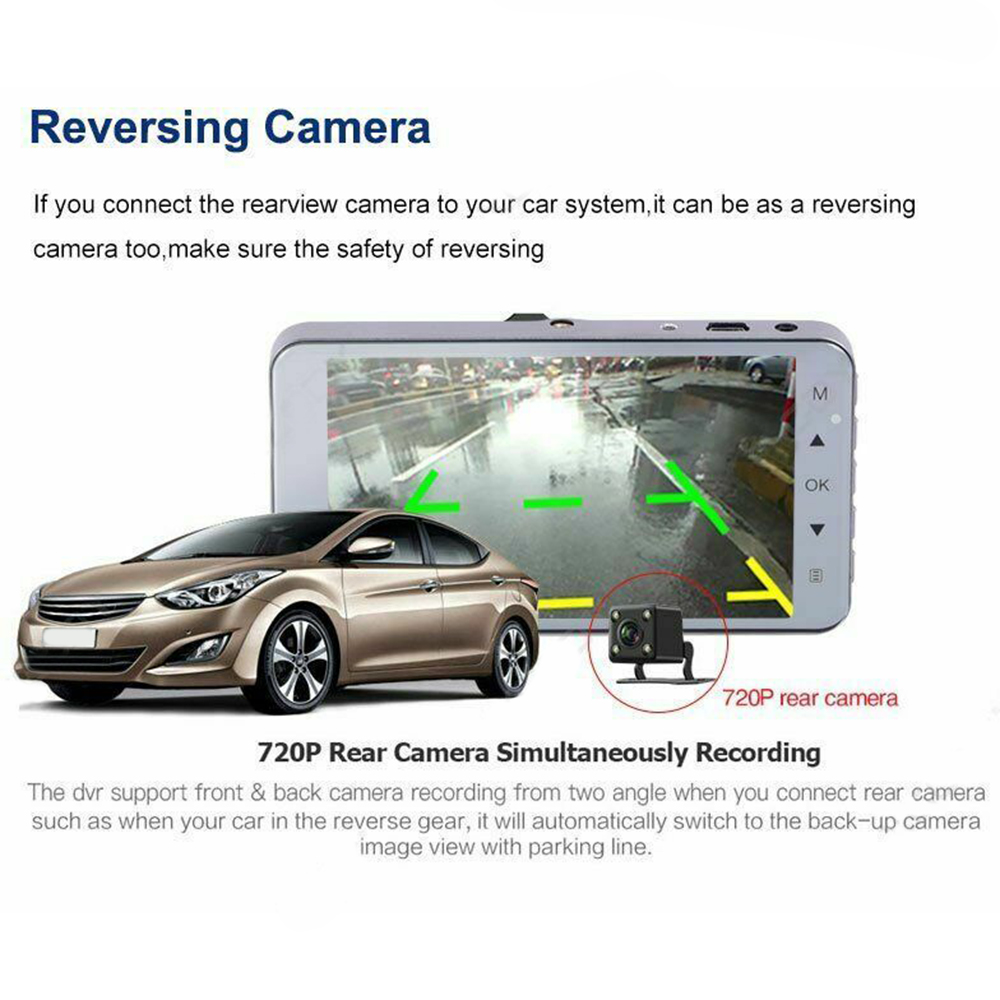 Reversing Camera
If you connect the rearview camera to your car system,it can be as a reversing
camera too,make sure the safety of reversing
M
OK
720P rear camera
720P Rear Camera Simultaneously Recording
The dvr support front & back camera recording from two angle when you connect rear camera
such as when your car in the reverse gear, it will automatically switch to the back-up camera
image view with parking line.